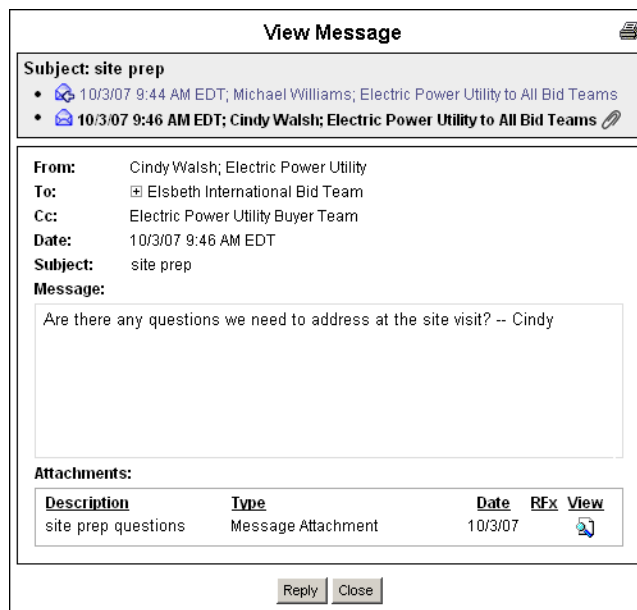 View Message
Subject: site prep
• 10/3/07 9:44 AM EDT; Michael Williams; Electric Power Utility to All Bid Teams
• 10/3/07 9:46 AM EDT; Cindy Walsh; Electric Power Utility to All Bid Teams
From: Cindy Walsh; Electric Power Utility
To: Elsbeth International Bid Team
Cc: Electric Power Utility Buyer Team
Date: 10/3/07 9:46 AM EDT
Subject: site prep
Message:
Are there any questions we need to address at the site visit? -- Cindy
Attachments:
Description Type Date RFx View
site prep questions Message Attachment 10/3/07
Reply Close